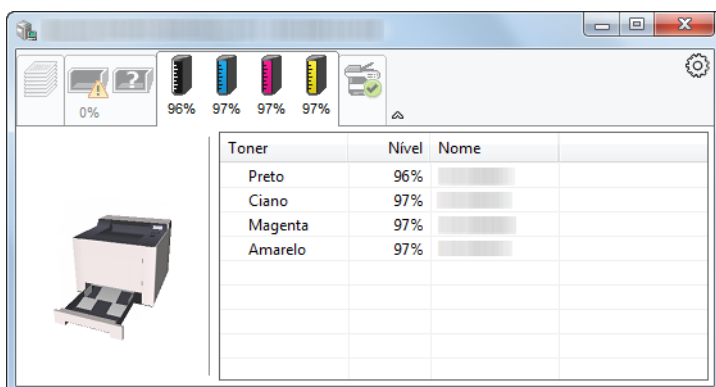 0%
96% 97% 97% 97%
Toner Nível Nome
Preto 96%
Ciano 97%
Magenta 97%
Amarelo 97%